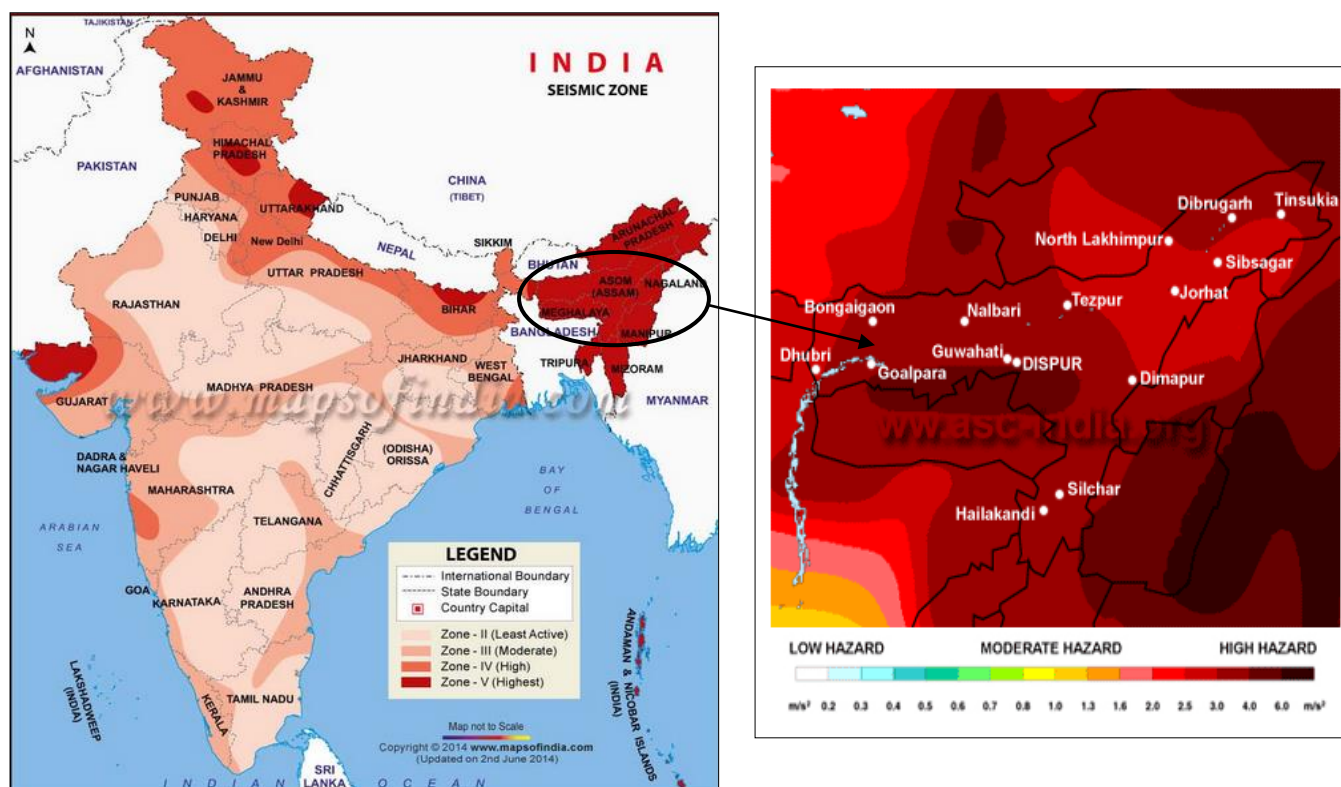 N
INDIA
SEISMIC ZONE
TAJIKISTAN
AFGHANISTAN
JAMMU
&
KASHMIR
HIMACHAL
PRADESH
PAKISTAN
CHINA
(TIBET)
PUNJAB
HARYANA
UTTARAKHAND
DELHI
New Delhi
NEPAL
SIKKIM
ARUNACHAL
PRADESH
BHUTAN
UTTAR PRADESH
ASOM
(ASSAM)
NAGALAND
RAJASTHAN
BIHAR
MEGHALAYA
BANGLADESH
MANIPUR
JHARKHAND
TRIPURA
WEST
BENGAL
MIZORAM
MADHYA PRADESH
GUJARAT
MYANMAR
www.mapsofindia.com
CHHATTISGARH
(ODISHA)
ORISSA
DADRA &
NAGAR HAVELI
MAHARASHTRA
BAY
OF
BENGAL
ARABIAN
SEA
TELANGANA
GOA
KARNATAKA
ANDHRA
PRADESH
LEGEND
International Boundary
State Boundary
Country Capital
Zone - II (Least Active)
Zone - III (Moderate)
Zone - IV (High)
Zone - V (Highest)
LAKSHADWEEP
(INDIA)
KERALA
TAMIL NADU
ANDAMAN & NICOBAR ISLANDS
(INDIA)
Map not to Scale
Copyright © 2014 www.mapsofindia.com
(Updated on 2nd June 2014)
SRI
LANKA
INDIAN OCEAN
Dibrugarh
Tinsukia
North Lakhimpur
Sibsagar
Jorhat
Tezpur
Bongaigaon
Nalbari
Dhubri
Guwahati
DISPUR
Goalpara
Dimapur
ww.asc-india.org
Silchar
Hailakandi
LOW HAZARD MODERATE HAZARD HIGH HAZARD
m/s² 0.2 0.3 0.4 0.5 0.6 0.7 0.8 1.0 1.3 1.6 2.0 2.5 3.0 4.0 6.0 m/s²